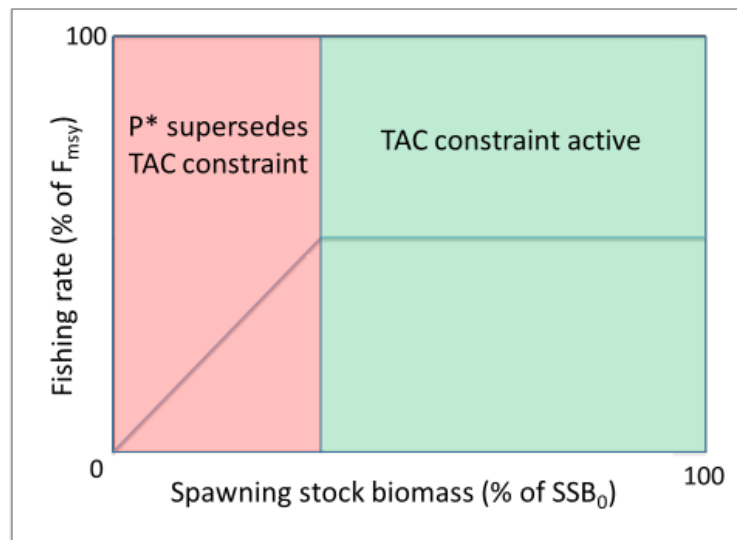 100
P* supersedes
TAC constraint
TAC constraint active
Fishing rate (% of Fmsy)
0
100
Spawning stock biomass (% of SSB0)